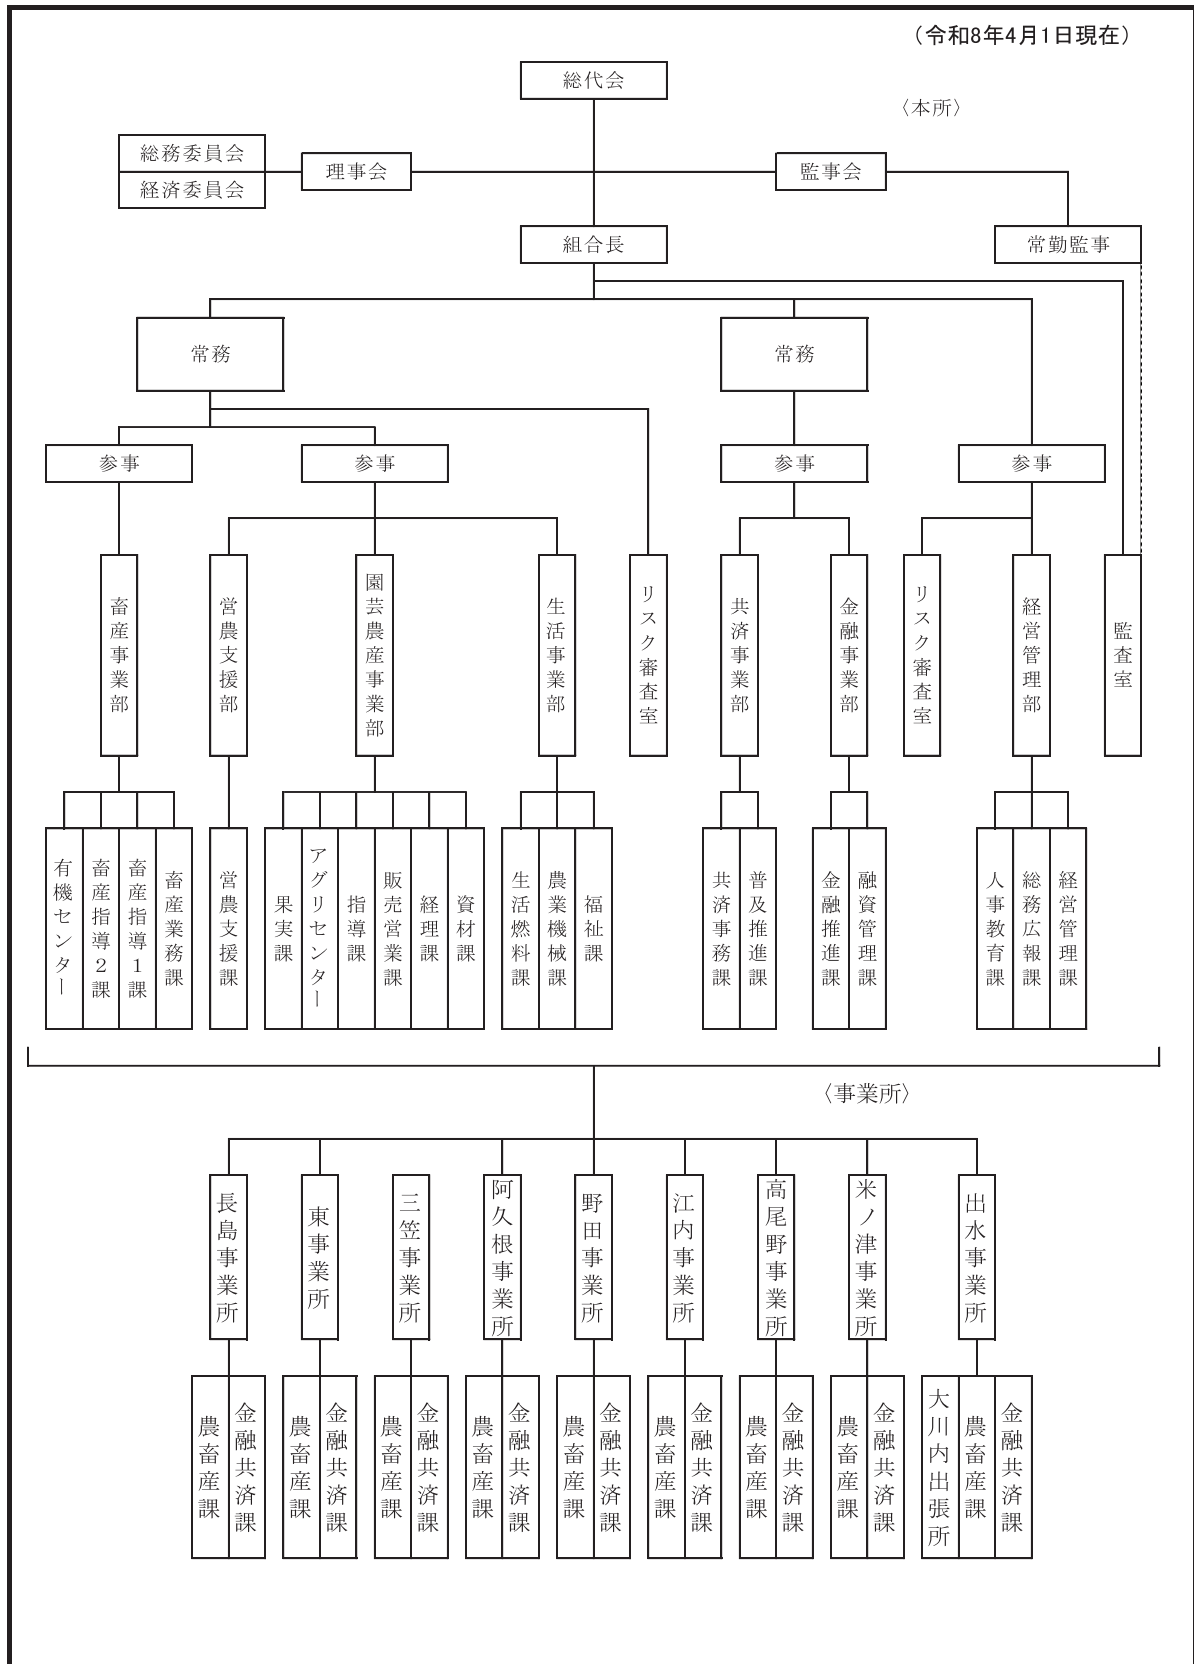 （令和8年4月1日現在）
総代会
〈本所〉
総務委員会
経済委員会
理事会
監事会
組合長
常勤監事
常務
常務
参事
参事
参事
参事
畜産事業部
営農支援部
園芸農産事業部
生活事業部
リスク審査室
共済事業部
金融事業部
リスク審査室
経営管理部
監査室
有機センター
畜産指導２課
畜産指導１課
畜産業務課
営農支援課
果実課
アグリセンター
指導課
販売営業課
経理課
資材課
生活燃料課
農業機械課
福祉課
共済事務課
普及推進課
金融推進課
融資管理課
人事教育課
総務広報課
経営管理課
〈事業所〉
長島事業所
東事業所
三笠事業所
阿久根事業所
野田事業所
江内事業所
高尾野事業所
米ノ津事業所
出水事業所
農畜産課
金融共済課
農畜産課
金融共済課
農畜産課
金融共済課
農畜産課
金融共済課
農畜産課
金融共済課
農畜産課
金融共済課
農畜産課
金融共済課
農畜産課
金融共済課
大川内出張所
農畜産課
金融共済課